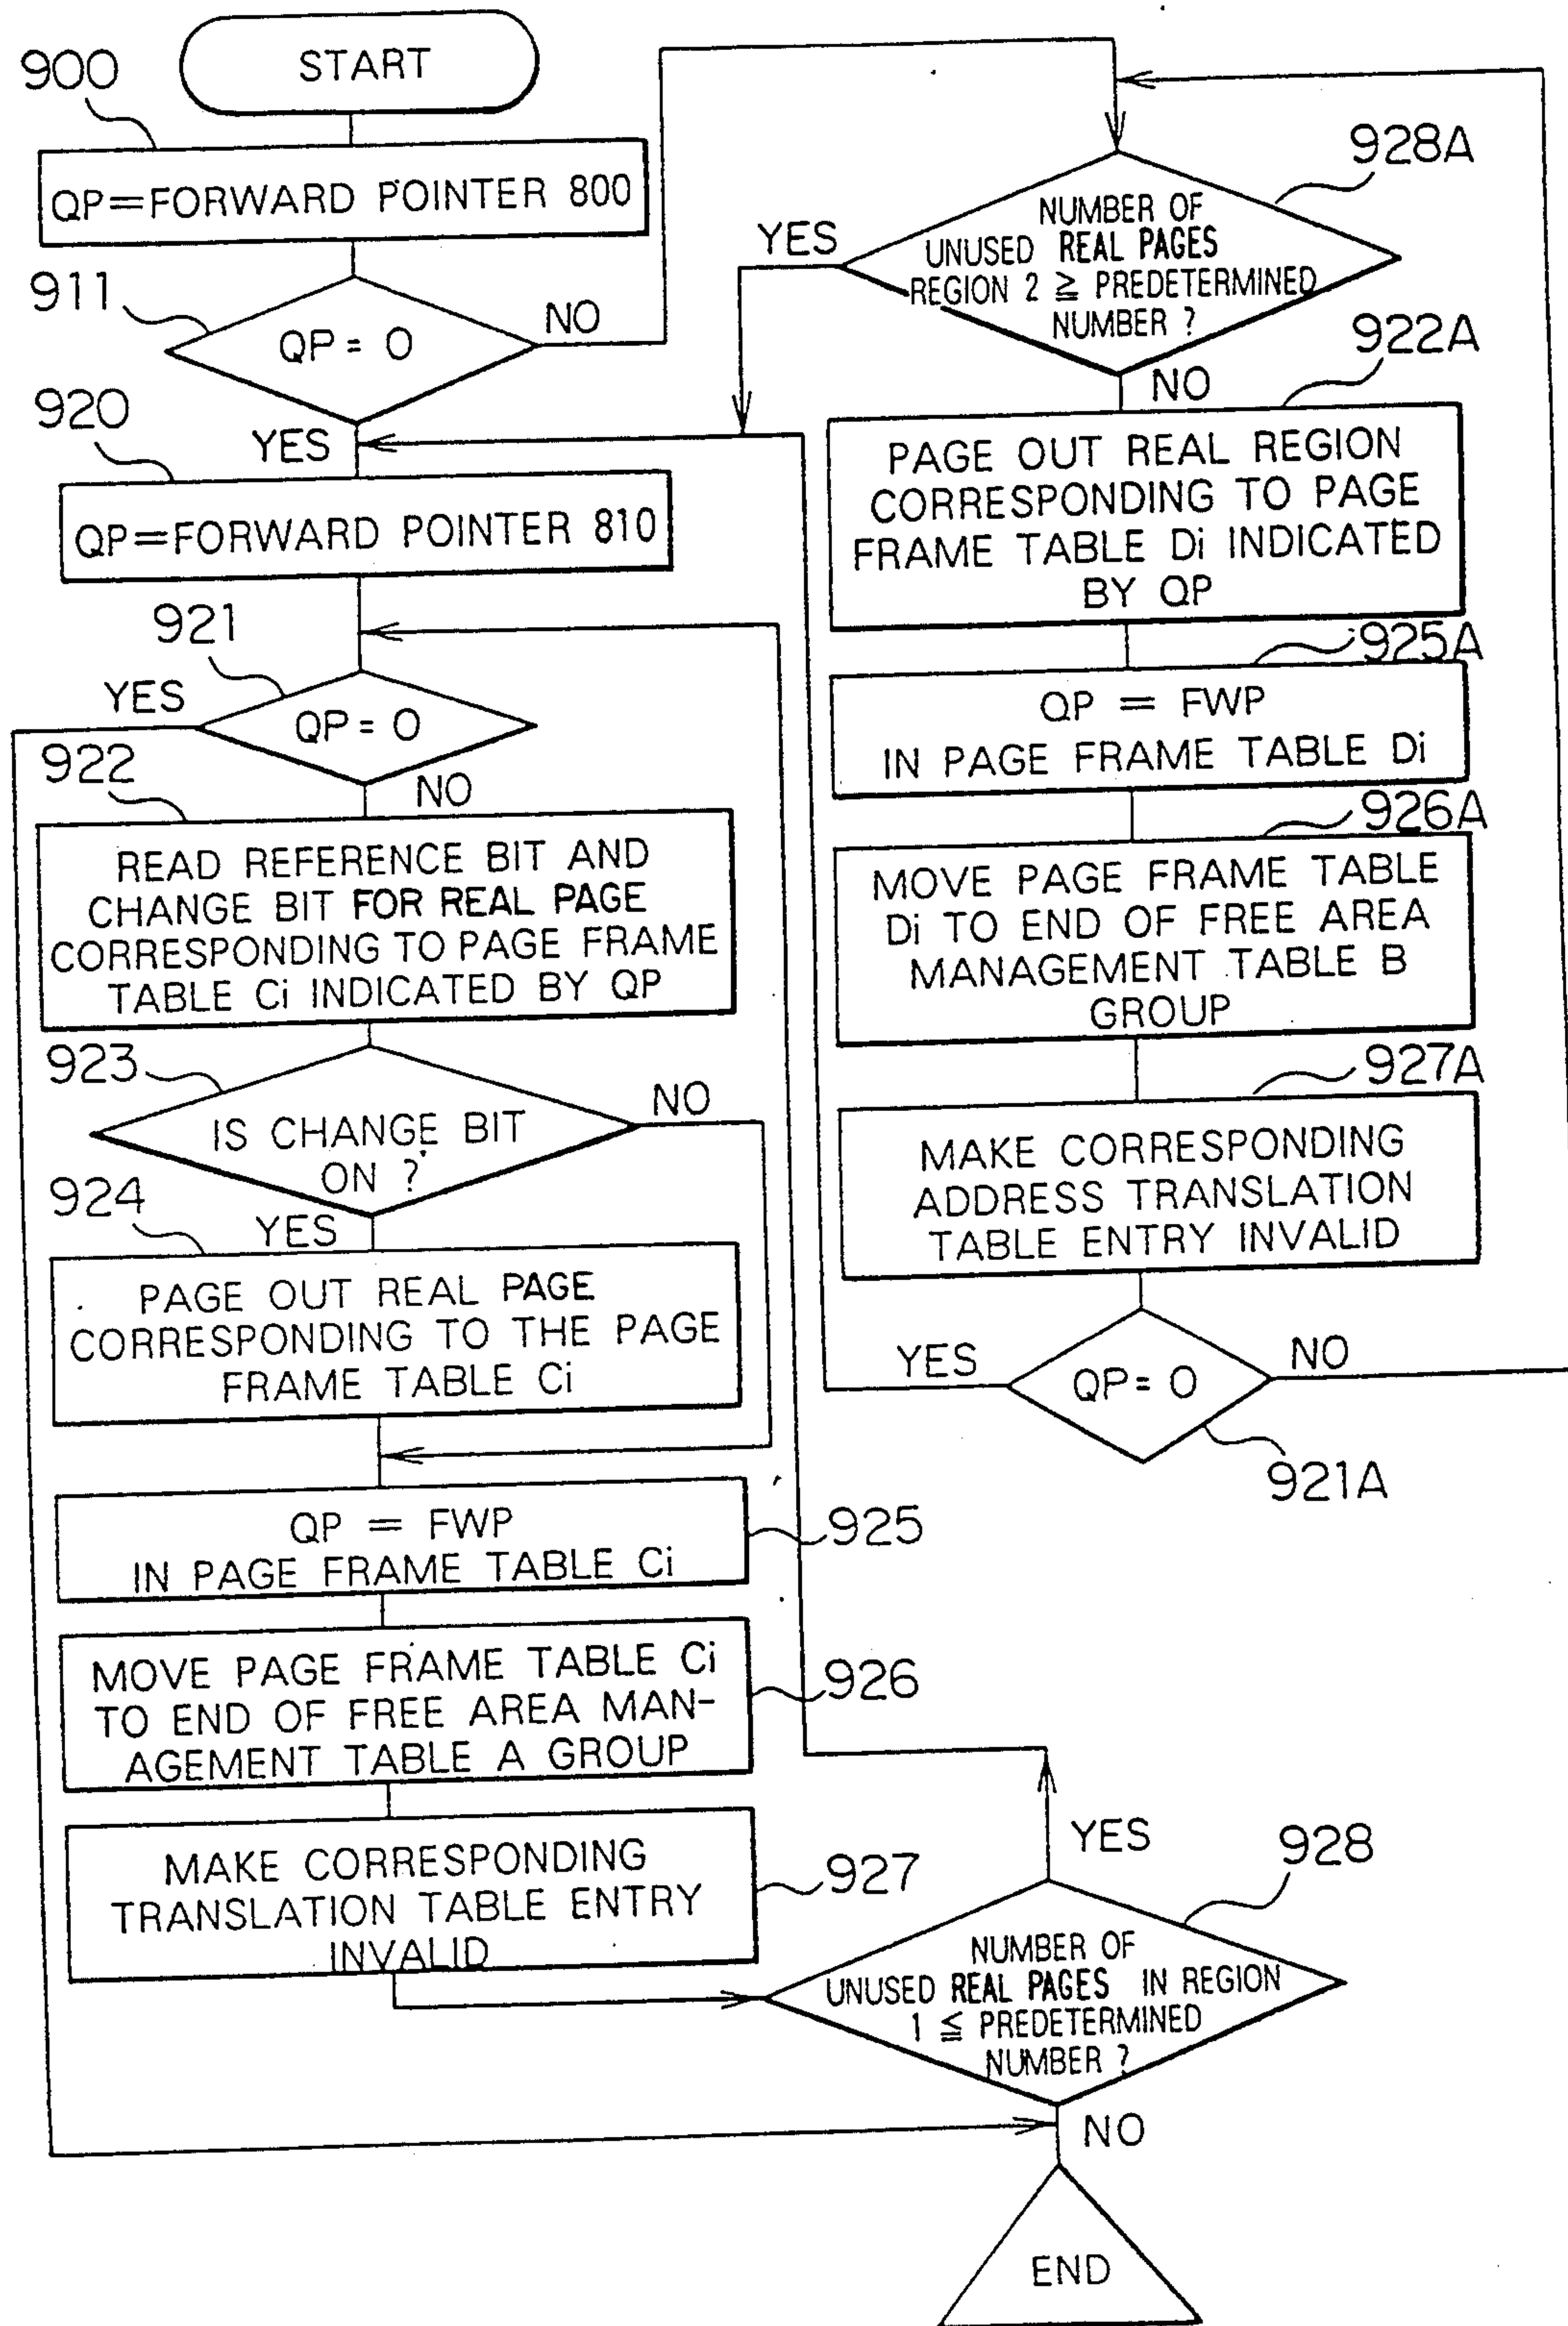 START
900
QP=FORWARD POINTER 800
911
QP = 0
NO
YES
920
QP=FORWARD POINTER 810
921
YES
QP = 0
NO
922
READ REFERENCE BIT AND
CHANGE BIT FOR REAL PAGE
CORRESPONDING TO PAGE FRAME
TABLE Ci INDICATED BY QP
923
IS CHANGE BIT
ON ?
NO
YES
924
PAGE OUT REAL PAGE
CORRESPONDING TO THE PAGE
FRAME TABLE Ci
QP = FWP
IN PAGE FRAME TABLE Ci
925
MOVE PAGE FRAME TABLE Ci
TO END OF FREE AREA MAN-
AGEMENT TABLE A GROUP
926
MAKE CORRESPONDING
TRANSLATION TABLE ENTRY
INVALID
927
928A
NUMBER OF
UNUSED REAL PAGES
REGION 2 ≧ PREDETERMINED
NUMBER ?
YES
NO
922A
PAGE OUT REAL REGION
CORRESPONDING TO PAGE
FRAME TABLE Di INDICATED
BY QP
925A
QP = FWP
IN PAGE FRAME TABLE Di
926A
MOVE PAGE FRAME TABLE
Di TO END OF FREE AREA
MANAGEMENT TABLE B
GROUP
927A
MAKE CORRESPONDING
ADDRESS TRANSLATION
TABLE ENTRY INVALID
YES
QP = 0
NO
921A
YES
928
NUMBER OF
UNUSED REAL PAGES IN REGION
1 ≦ PREDETERMINED
NUMBER ?
NO
END